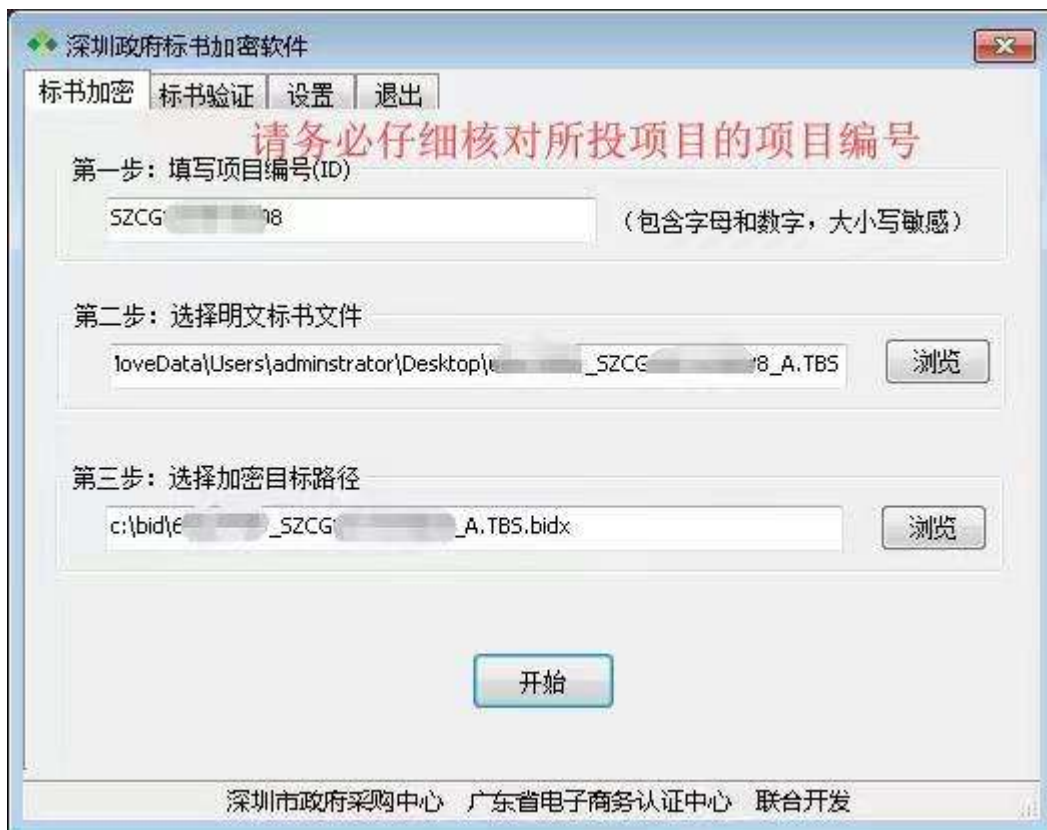 深圳政府标书加密软件
标书加密 标书验证 设置 退出
请务必仔细核对所投项目的项目编号
第一步：填写项目编号(ID)
SZCG 98 （包含字母和数字，大小写敏感）
第二步：选择明文标书文件
loveData\Users\adminstrator\Desktop\ _SZCG 8_A.TBS 浏览
第三步：选择加密目标路径
c:\bid\6 _SZCG _A.TBS.bidx 浏览
开始
深圳市政府采购中心 广东省电子商务认证中心 联合开发